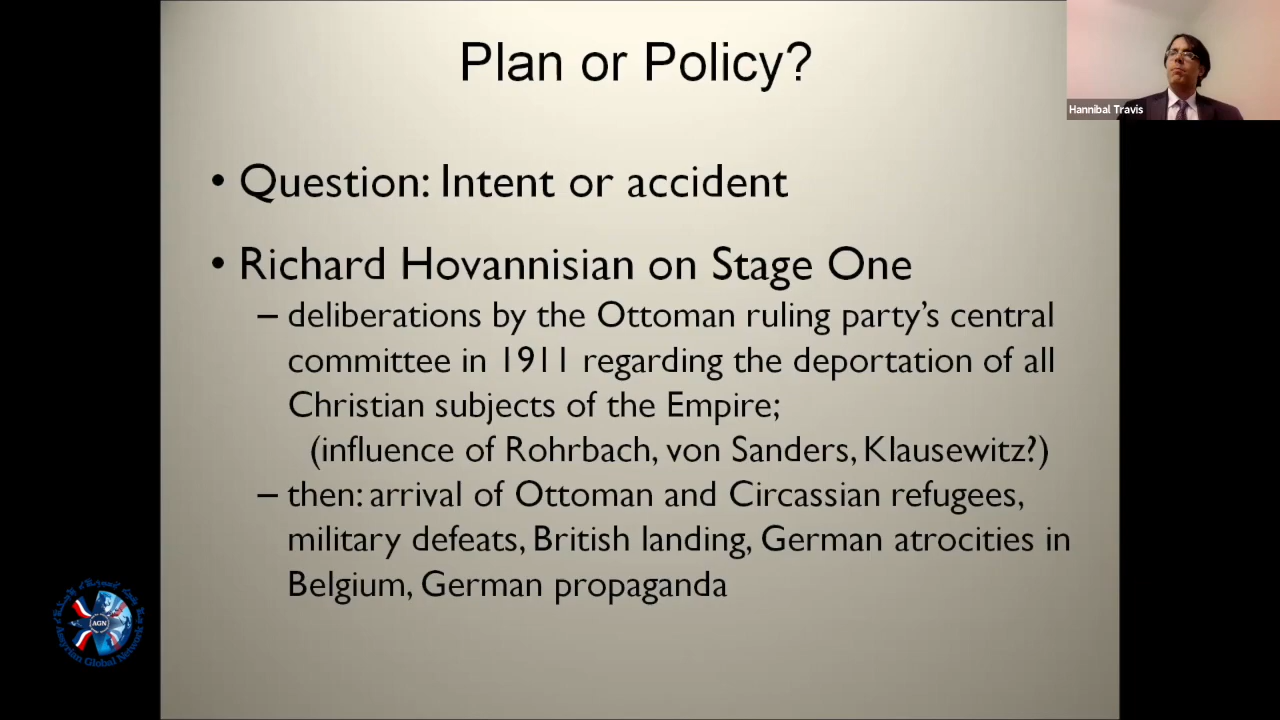 Plan or Policy?
Hannibal Travis
• Question: Intent or accident
• Richard Hovannisian on Stage One
– deliberations by the Ottoman ruling party’s central
committee in 1911 regarding the deportation of all
Christian subjects of the Empire;
(influence of Rohrbach, von Sanders, Klausewitz?)
– then: arrival of Ottoman and Circassian refugees,
military defeats, British landing, German atrocities in
Belgium, German propaganda
AGN
Assyrian Global Network